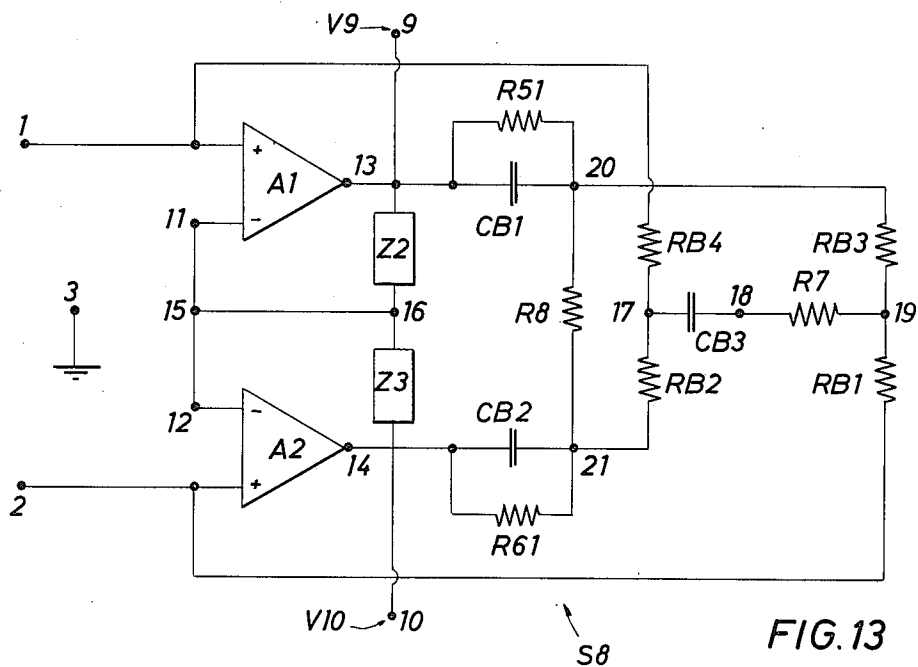 V9 9
R51
1
+
A1
13
20
11
-
CB1
Z2
RB4
RB3
3
15
16
R8
17
18
R7
19
CB3
Z3
CB2
RB2
RB1
12
-
A2
14
21
2
+
R61
V10 10
S8
FIG.13